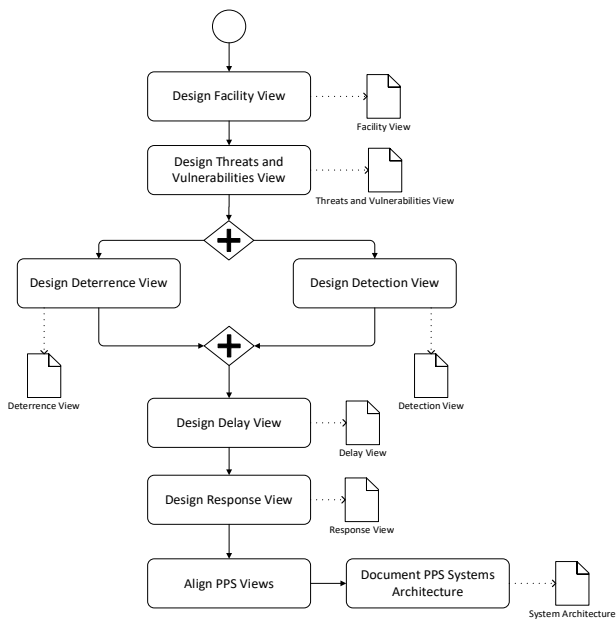 Design Facility View
Facility View
Design Threats and
Vulnerabilities View
Threats and Vulnerabilities View
Design Deterrence View
Design Detection View
Deterrence View
Detection View
Design Delay View
Delay View
Design Response View
Response View
Align PPS Views
Document PPS Systems
Architecture
System Architecture